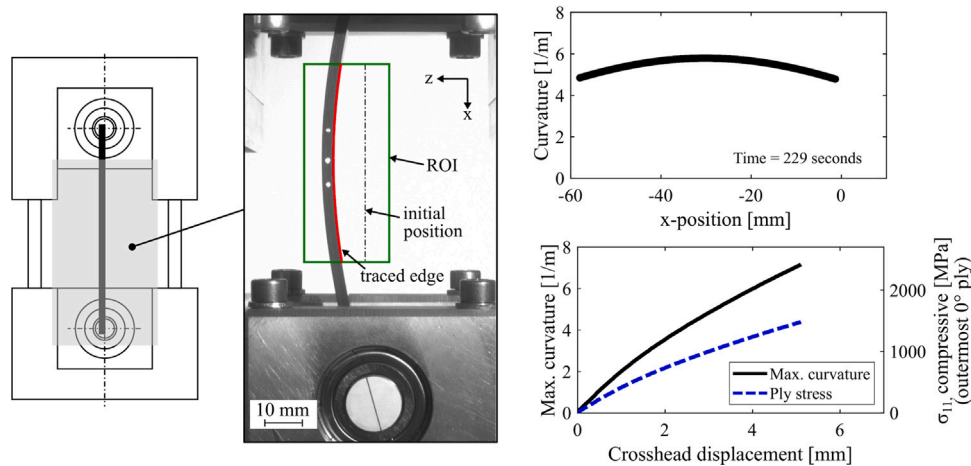 z
x
ROI
initial
position
traced edge
10 mm
8
6
4
2
0
Curvature [1/m]
Time = 229 seconds
-60
-40
-20
0
x-position [mm]
8
6
4
2
0
Max. curvature [1/m]
Max. curvature
Ply stress
2000
1000
0
σ11, compressive [MPa]
(outermost 0° ply)
0
2
4
6
Crosshead displacement [mm]